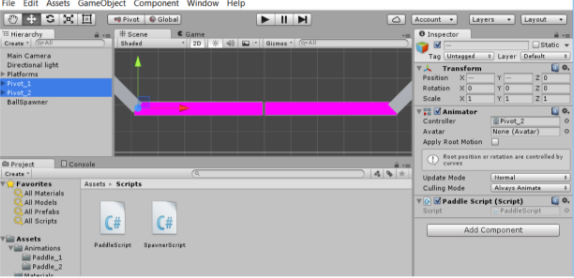 File Edit Assets GameObject Component Window Help
Pivot Global Account Layers Layout
Hierarchy
Create All
Main Camera
Directional light
Platforms
Pivot_1
Pivot_2
BallSpawner
Scene Game
Shaded 2D Gizmos All
Inspector
Static
Tag Untagged Layer Default
Transform
Position X – Y – Z 0
Rotation X 0 Y 0 Z 0
Scale X 1 Y 1 Z 1
Animator
Controller Pivot_2
Avatar None (Avatar)
Apply Root Motion
Root position or rotation are controlled by
curves
Update Mode Normal
Culling Mode Always Animate
Paddle Script (Script)
Script PaddleScript
Add Component
Project Console
Create
Favorites
All Materials
All Models
All Prefabs
All Scripts
Assets
Animations
Paddle_1
Paddle_2
Materials
Assets Scripts
C#
C#
PaddleScript
SpavnerScript